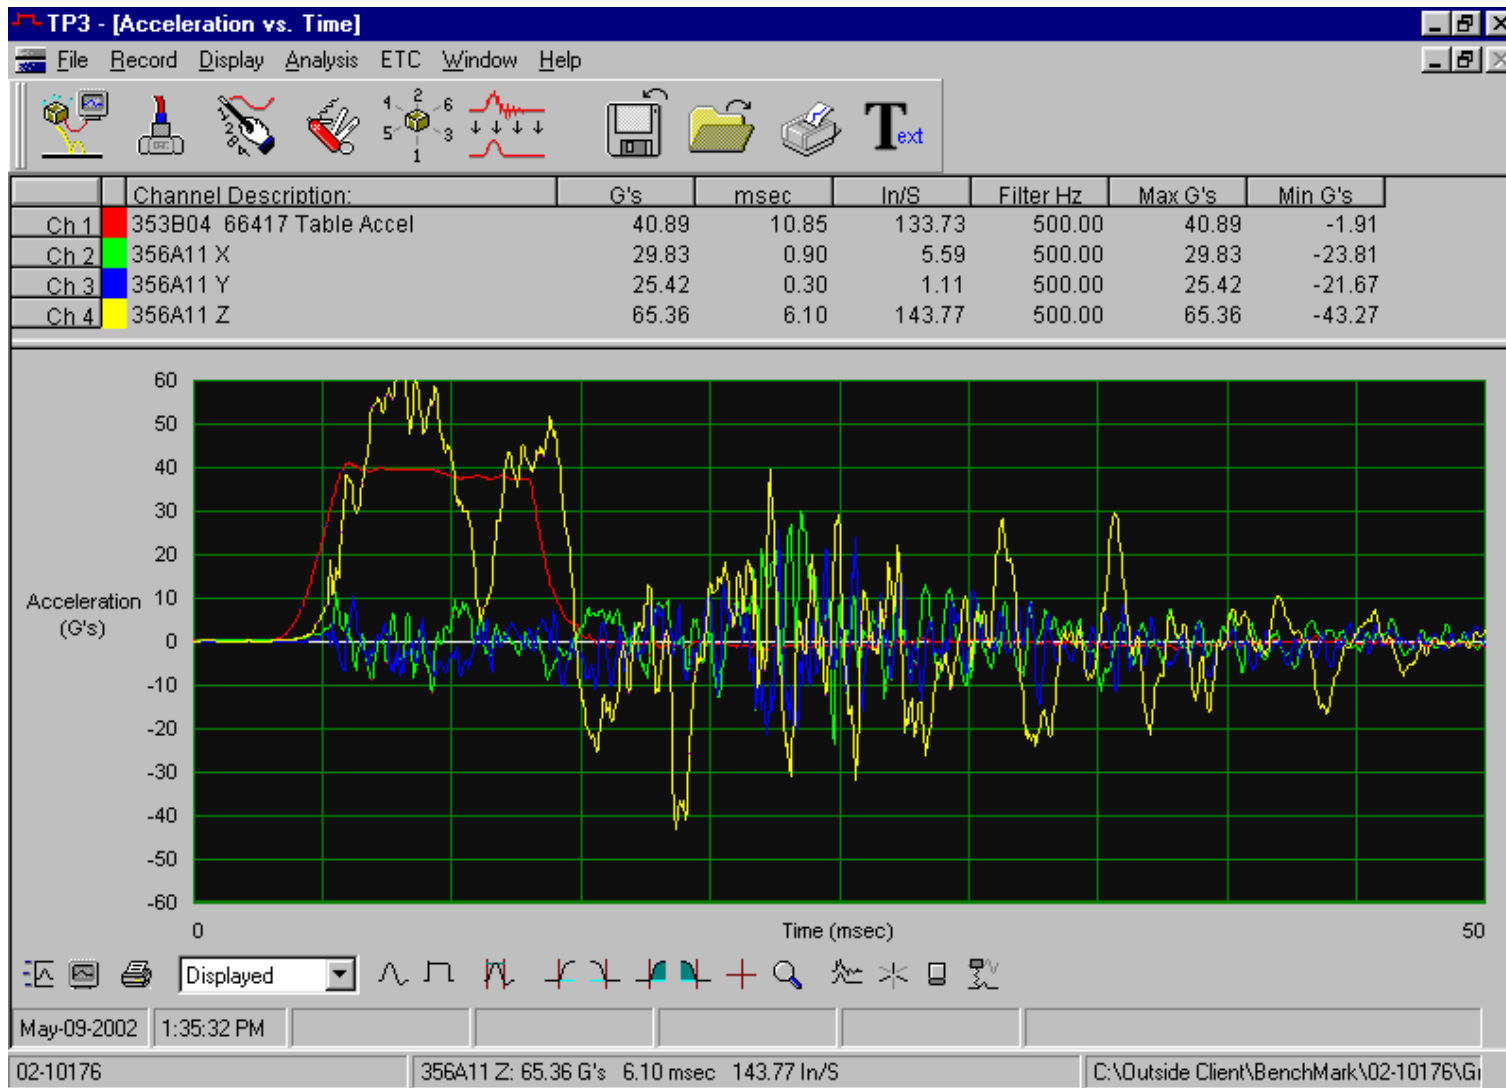 TP3 - [Acceleration vs. Time]
File Record Display Analysis ETC Window Help
4 2 6
5 3
1
Text
Channel Description: G's msec In/S Filter Hz Max G's Min G's
Ch 1 353B04 66417 Table Accel 40.89 10.85 133.73 500.00 40.89 -1.91
Ch 2 356A11 X 29.83 0.90 5.59 500.00 29.83 -23.81
Ch 3 356A11 Y 25.42 0.30 1.11 500.00 25.42 -21.67
Ch 4 356A11 Z 65.36 6.10 143.77 500.00 65.36 -43.27
60
50
40
30
20
Acceleration 10
(G's)
0
-10
-20
-30
-40
-50
-60
0 Time (msec) 50
Displayed
May-09-2002 1:35:32 PM
02-10176 356A11 Z: 65.36 G's 6.10 msec 143.77 In/S C:\Outside Client\BenchMark\02-10176\